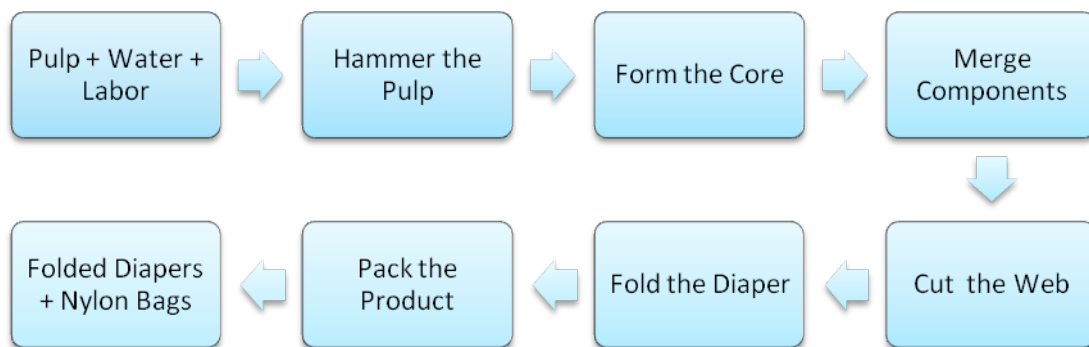 Pulp + Water +
Labor
Hammer the
Pulp
Form the Core
Merge
Components
Cut the Web
Fold the Diaper
Pack the
Product
Folded Diapers
+ Nylon Bags